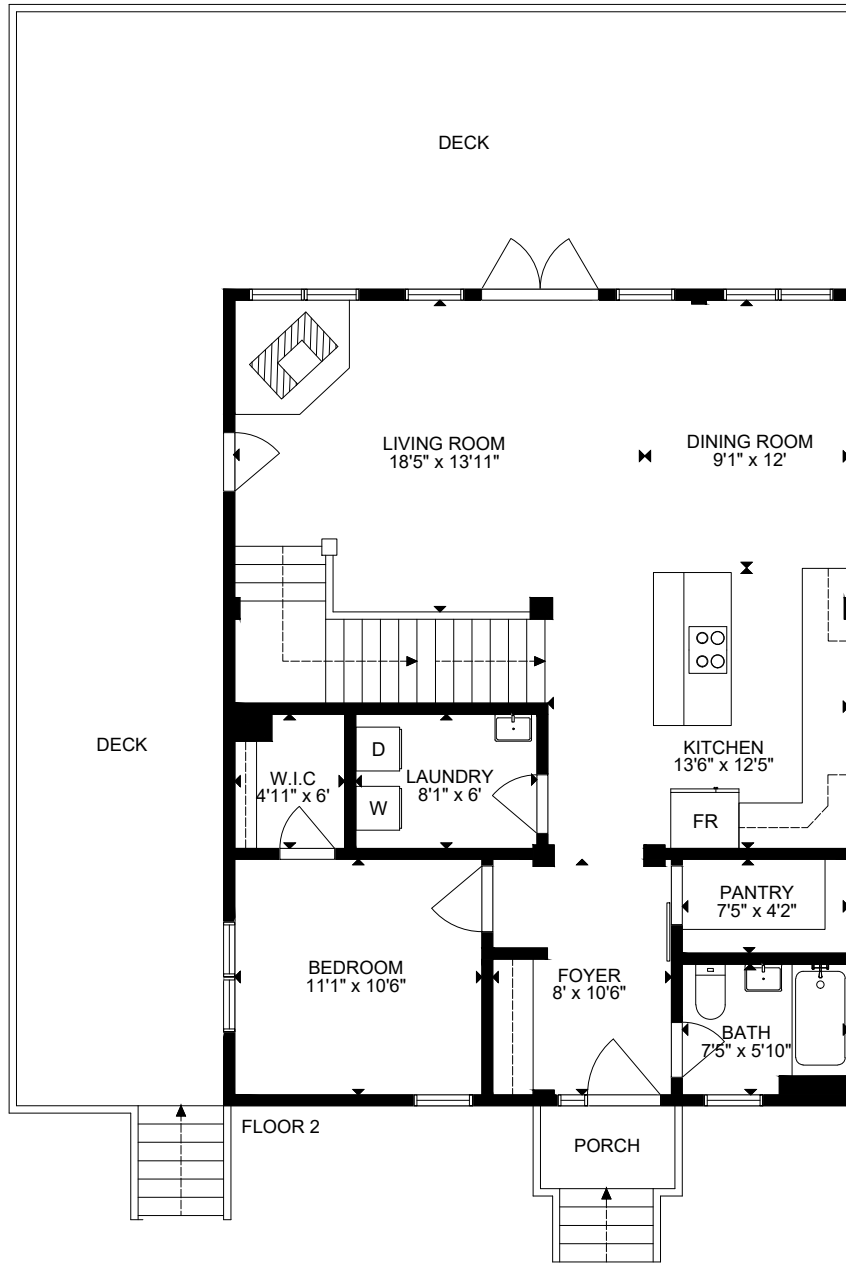 DECK
LIVING ROOM
18'5" x 13'11"
DINING ROOM
9'1" x 12'
DECK
W.I.C
4'11" x 6'
D
W
LAUNDRY
8'1" x 6'
KITCHEN
13'6" x 12'5"
FR
PANTRY
7'5" x 4'2"
BEDROOM
11'1" x 10'6"
FOYER
8' x 10'6"
BATH
7'5" x 5'10"
FLOOR 2
PORCH